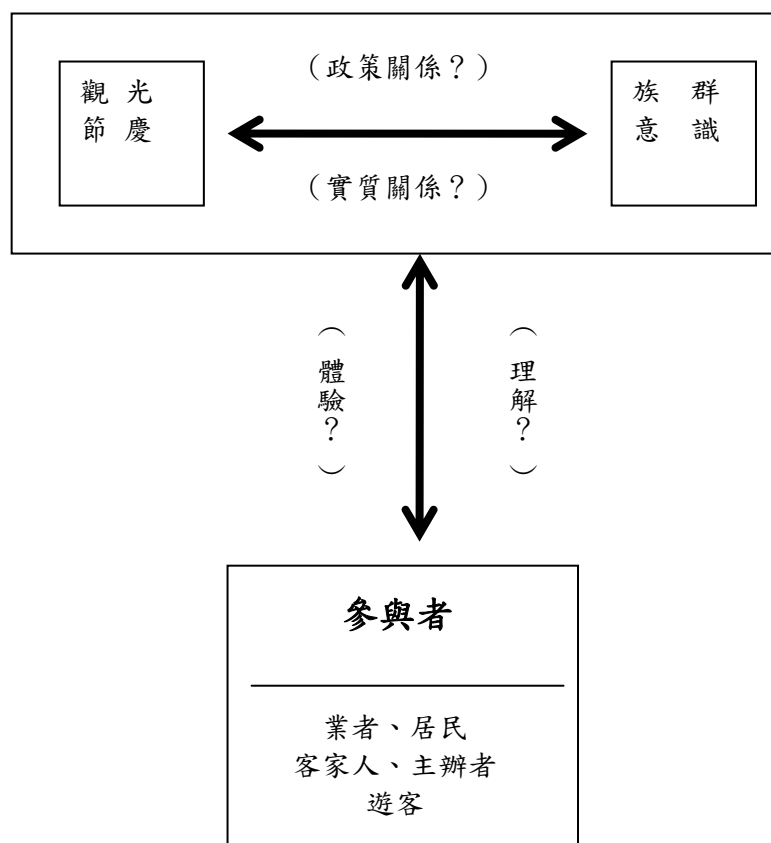 （政策關係？）
觀光
節慶
族群
意識
（實質關係？）
（體驗？）
（理解？）
參與者
業者、居民
客家人、主辦者
遊客